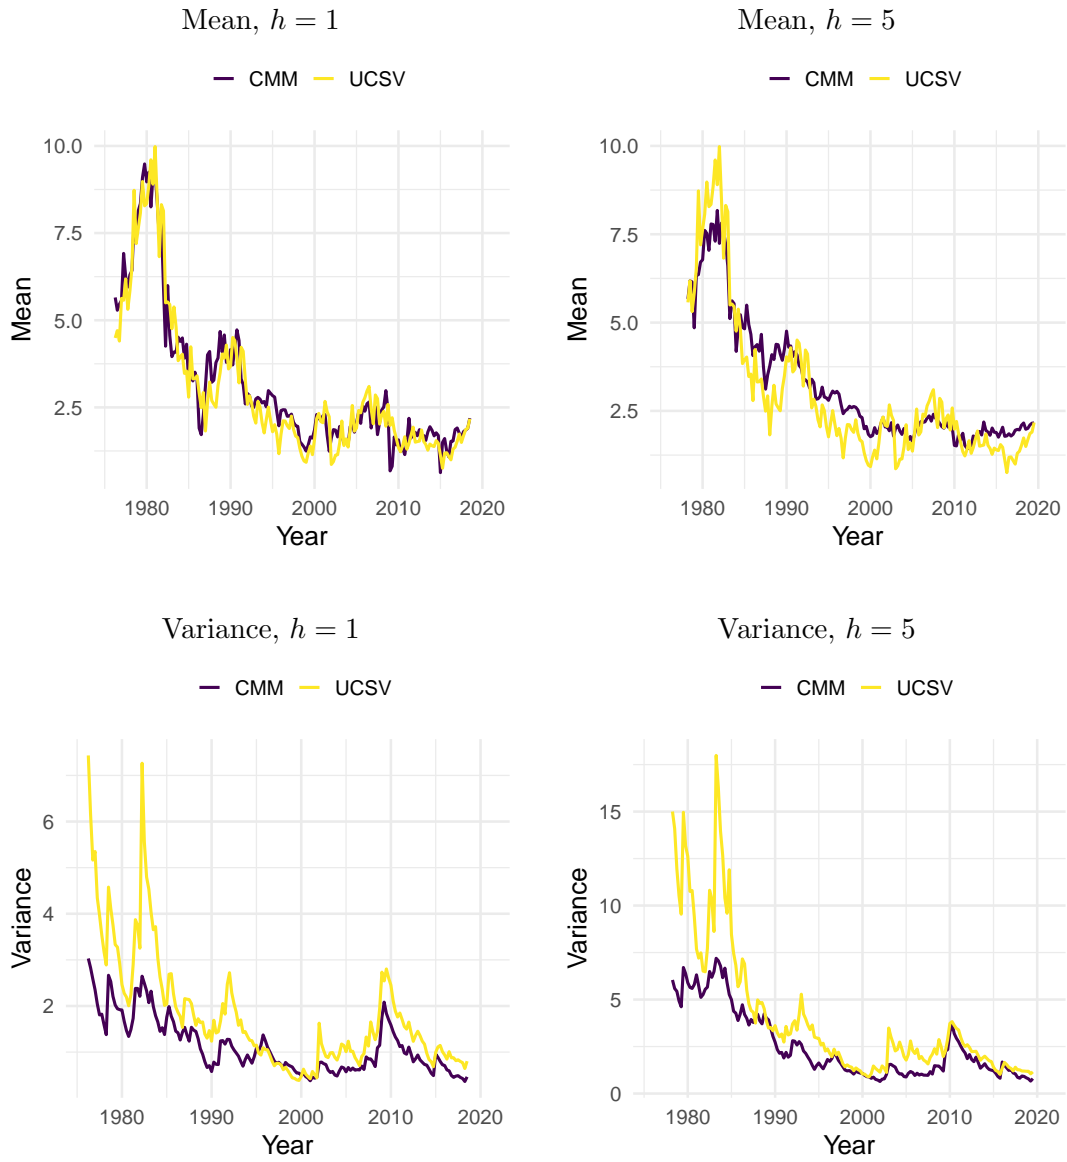 Mean, h = 1
CMM UCSV
10.0
7.5
5.0
2.5
Mean
1980 1990 2000 2010 2020
Year
Mean, h = 5
CMM UCSV
10.0
7.5
5.0
2.5
Mean
1980 1990 2000 2010 2020
Year
Variance, h = 1
CMM UCSV
6
4
2
Variance
1980 1990 2000 2010 2020
Year
Variance, h = 5
CMM UCSV
15
10
5
0
Variance
1980 1990 2000 2010 2020
Year